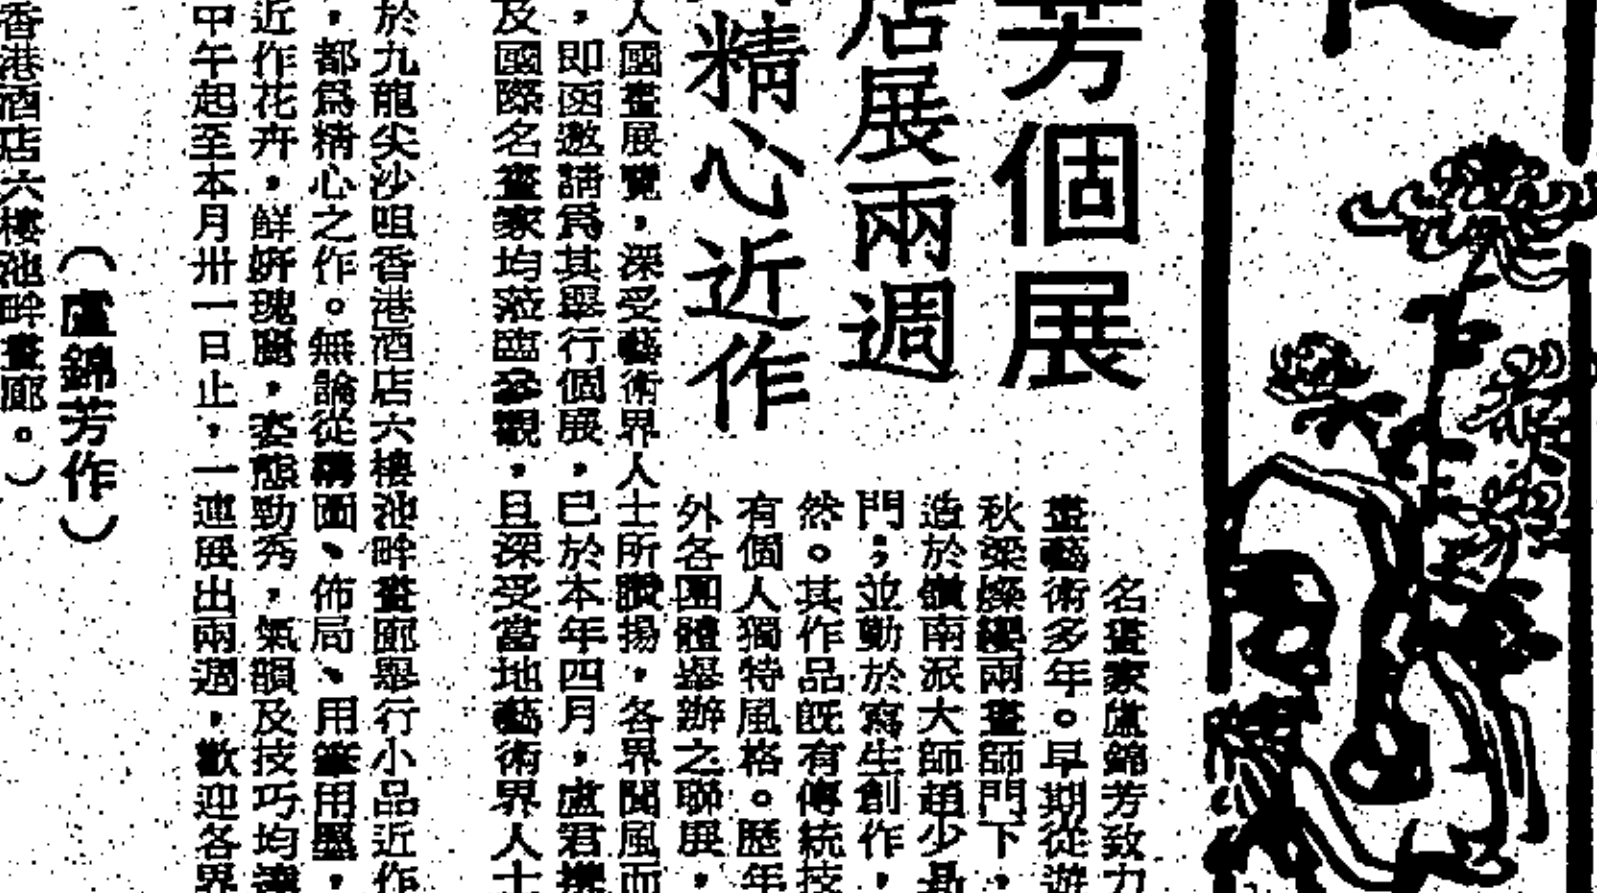 芳個展
店展兩週
精心近作
名畫家盧錦芳致力
畫藝術多年。早期從遊
秋梁燦纓兩畫師門下,
造於嶺南派大師趙少昂
門;並勤於寫生創作,
然。其作品旣有傳統技
有個人獨特風格。歷年
外各團體舉辦之聯展,
人國畫展覽,深受藝術界人士所讚揚,各界聞風而
,即函邀請爲其舉行個展,已於本年四月,盧君攜
及國際名畫家均蒞臨參觀,且深受當地藝術界人士
於九龍尖沙咀香港酒店六樓池畔畫廊舉行小品近作
,都爲精心之作。無論從構圖、佈局、用筆用墨,
近作花卉,鮮妍瑰麗,姿態勁秀,氣韻及技巧均達
甲午起至本月卅一日止,一連展出兩週,歡迎各界
(盧錦芳作)
香港酒店六樓池畔畫廊。)